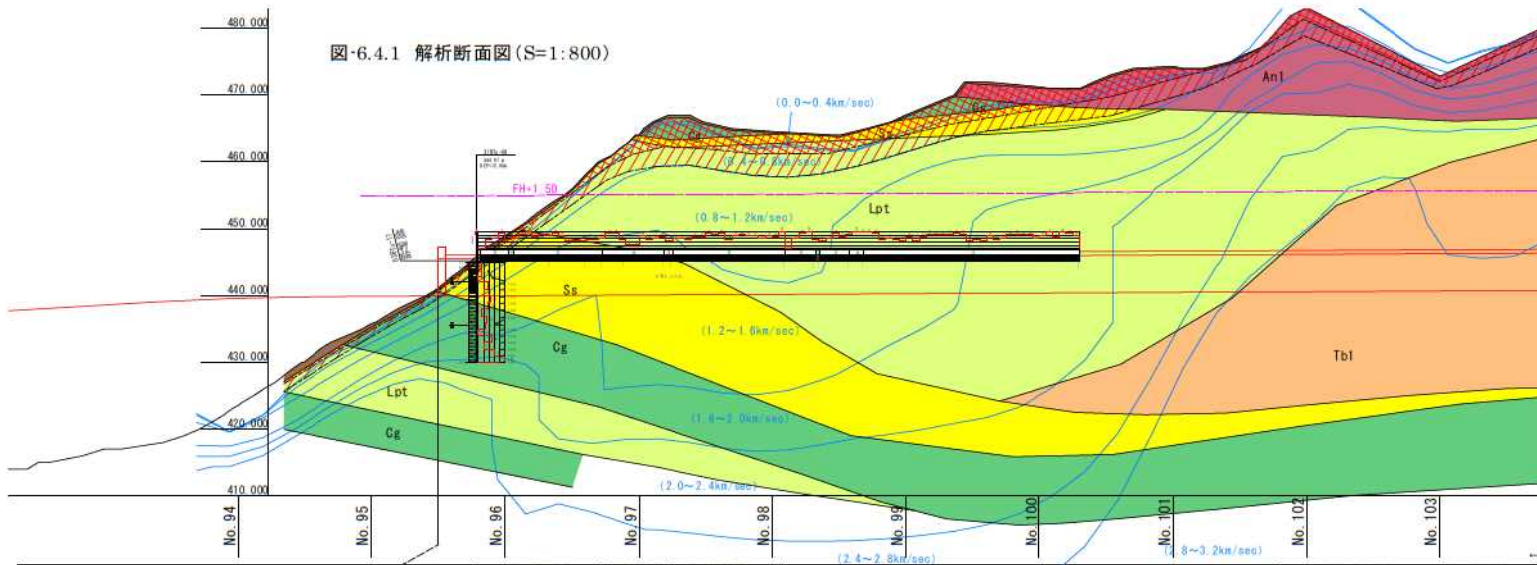 480.000
図-6.4.1 解析断面図(S=1:800)
470.000
An1
(0.0~0.4km/sec)
460.000
(0.4~0.8km/sec)
FH+1.5D
Lpt
450.000
(0.8~1.2km/sec)
440.000
Ss
(1.2~1.6km/sec)
430.000
Cg
Tb1
Lpt
420.000
(1.6~2.0km/sec)
Cg
410.000
(2.0~2.4km/sec)
No.94
No.95
No.96
No.97
No.98
No.99
No.100
No.101
No.102
No.103
(2.4~2.8km/sec)
(2.8~3.2km/sec)